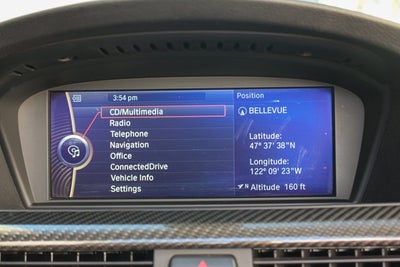 3:54 pm
CD/Multimedia
Radio
Telephone
Navigation
Office
ConnectedDrive
Vehicle Info
Settings
Position
BELLEVUE
Latitude:
47° 37' 38"N
Longitude:
122° 09' 23"W
N Altitude 160 ft